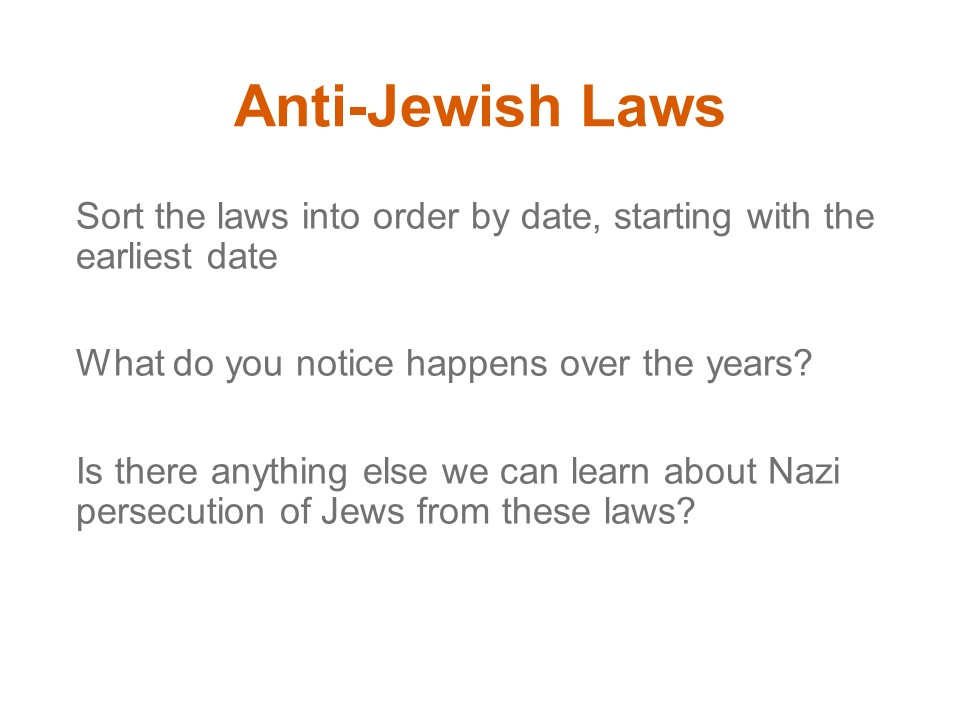 Anti-Jewish Laws
Sort the laws into order by date, starting with the
earliest date
What do you notice happens over the years?
Is there anything else we can learn about Nazi
persecution of Jews from these laws?